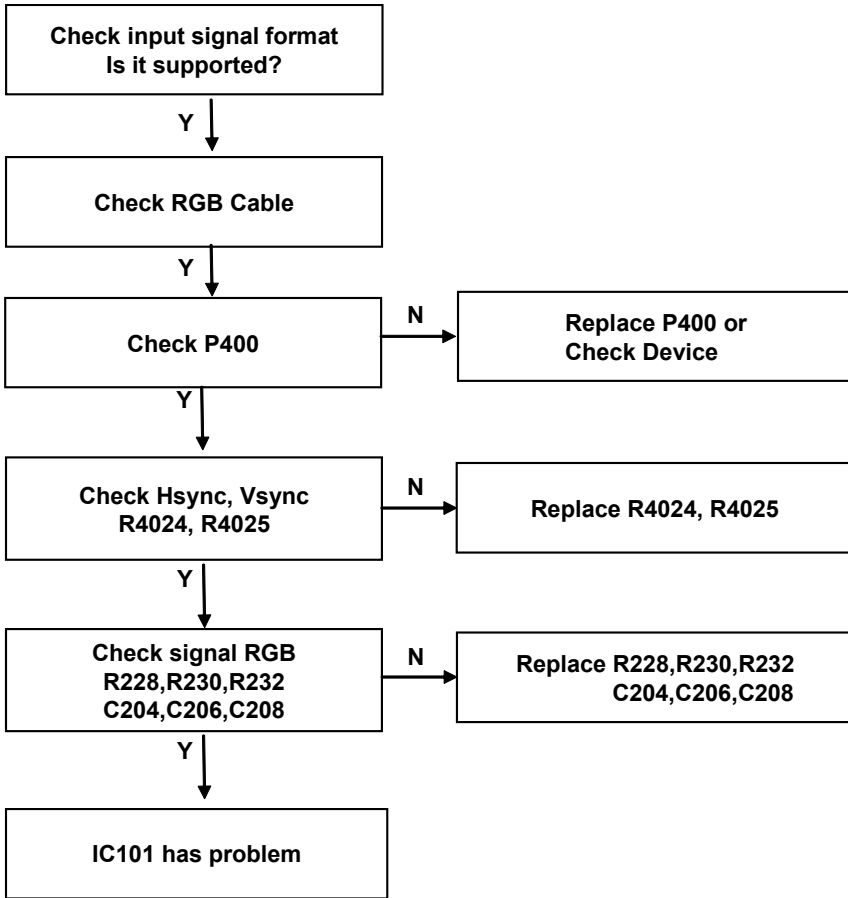 Check input signal format
Is it supported?
Y
Check RGB Cable
Y
Check P400
N
Replace P400 or
Check Device
Y
Check Hsync, Vsync
R4024, R4025
N
Replace R4024, R4025
Y
Check signal RGB
R228,R230,R232
C204,C206,C208
N
Replace R228,R230,R232
C204,C206,C208
Y
IC101 has problem